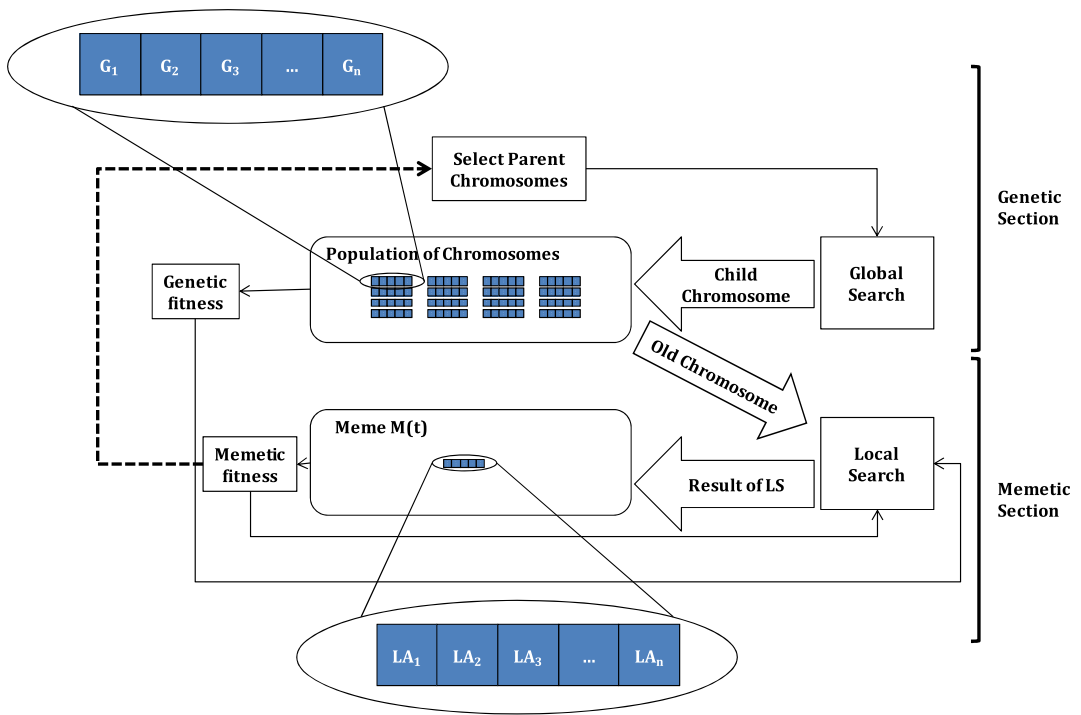 G1 G2 G3 ... Gn
Select Parent
Chromosomes
Genetic
Section
Population of Chromosomes
Genetic
fitness
Child
Chromosome
Global
Search
Old Chromosome
Meme M(t)
Memetic
fitness
Result of LS
Local
Search
Memetic
Section
LA1 LA2 LA3 ... LAn